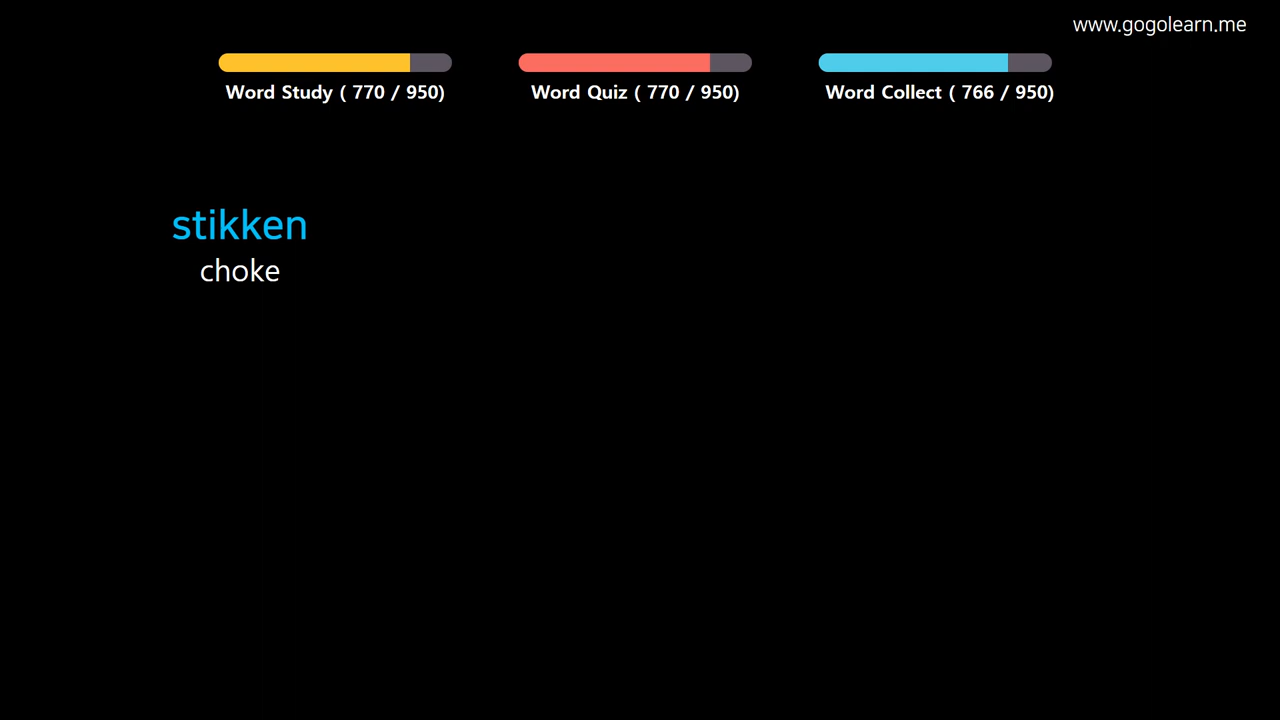 www.gogolearn.me
Word Study ( 770 / 950)
Word Quiz ( 770 / 950)
Word Collect ( 766 / 950)
stikken
choke